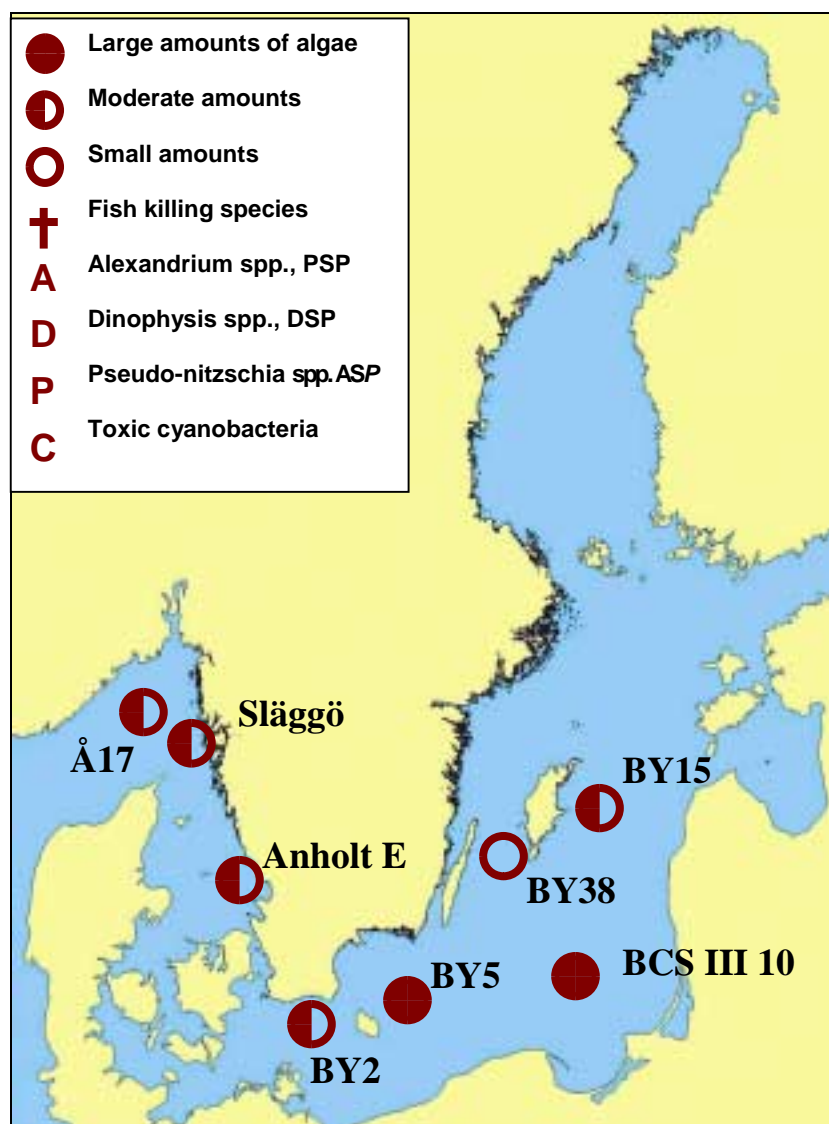 Large amounts of algae
Moderate amounts
Small amounts
Fish killing species
A Alexandrium spp., PSP
D Dinophysis spp., DSP
P Pseudo-nitzschia spp. ASP
C Toxic cyanobacteria
Släggö
Å17
BY15
Anholt E
BY38
BCS III 10
BY5
BY2